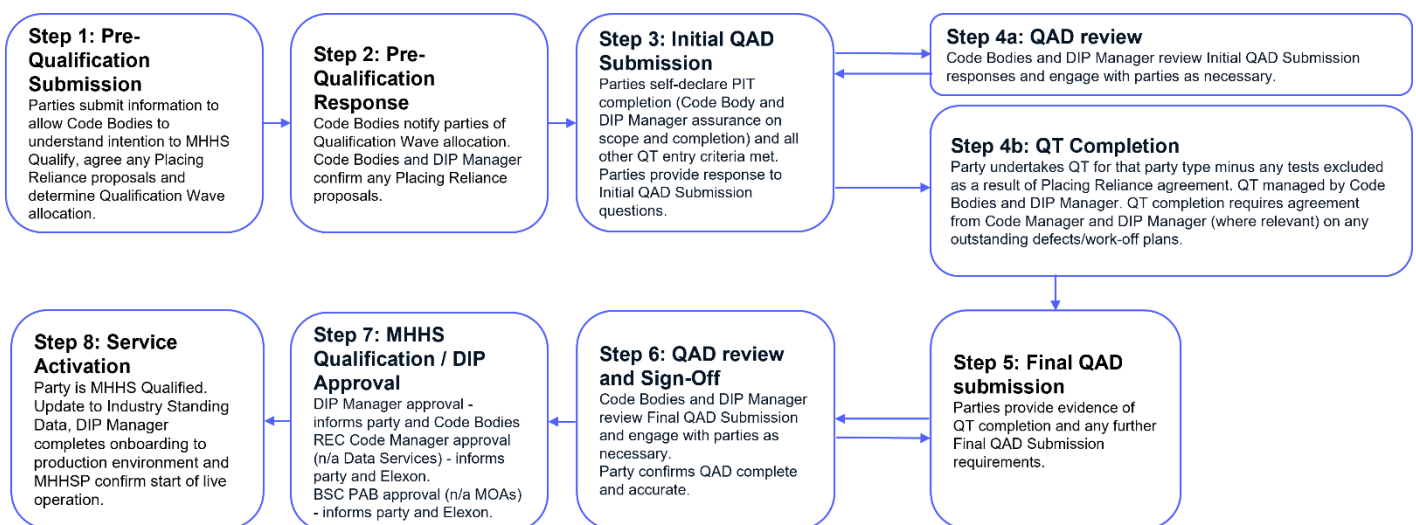 Step 1: Pre-
Qualification
Submission
Parties submit information to
allow Code Bodies to
understand intention to MHHS
Qualify, agree any Placing
Reliance proposals and
determine Qualification Wave
allocation.
Step 2: Pre-
Qualification
Response
Code Bodies notify parties of
Qualification Wave allocation.
Code Bodies and DIP Manager
confirm any Placing Reliance
proposals.
Step 3: Initial QAD
Submission
Parties self-declare PIT
completion (Code Body and
DIP Manager assurance on
scope and completion) and all
other QT entry criteria met.
Parties provide response to
Initial QAD Submission
questions.
Step 4a: QAD review
Code Bodies and DIP Manager review Initial QAD Submission
responses and engage with parties as necessary.
Step 4b: QT Completion
Party undertakes QT for that party type minus any tests excluded
as a result of Placing Reliance agreement. QT managed by Code
Bodies and DIP Manager. QT completion requires agreement
from Code Manager and DIP Manager (where relevant) on any
outstanding defects/work-off plans.
Step 5: Final QAD
submission
Parties provide evidence of
QT completion and any further
Final QAD Submission
requirements.
Step 6: QAD review
and Sign-Off
Code Bodies and DIP Manager
review Final QAD Submission
and engage with parties as
necessary.
Party confirms QAD complete
and accurate.
Step 7: MHHS
Qualification / DIP
Approval
DIP Manager approval -
informs party and Code Bodies
REC Code Manager approval
(n/a Data Services) - informs
party and Elexon.
BSC PAB approval (n/a MOAs)
- informs party and Elexon.
Step 8: Service
Activation
Party is MHHS Qualified.
Update to Industry Standing
Data, DIP Manager
completes onboarding to
production environment and
MHHSP confirm start of live
operation.